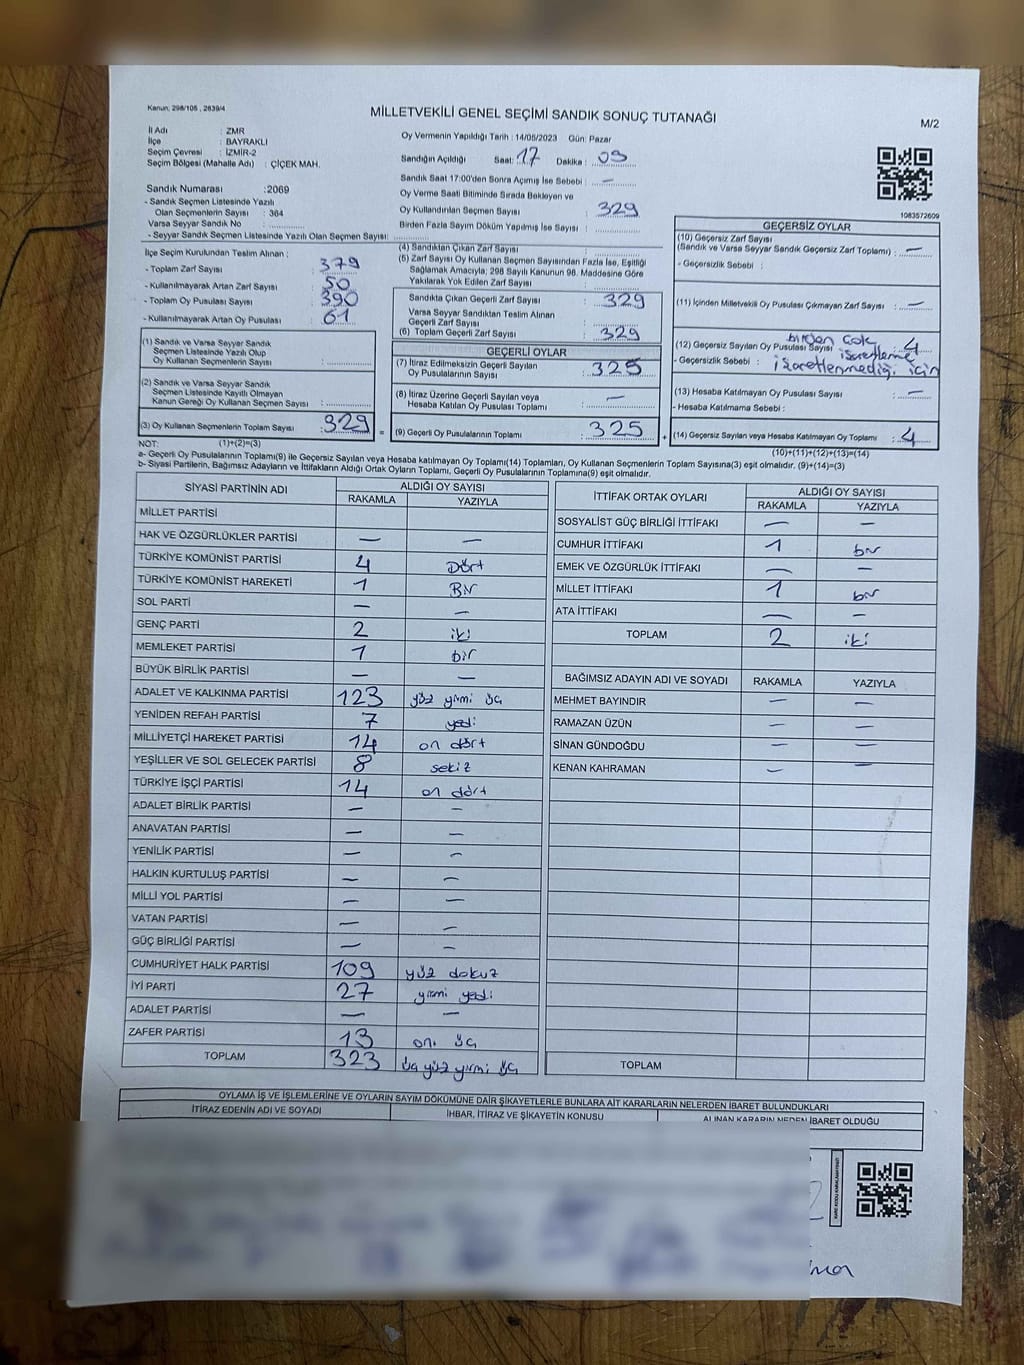 Kanun; 298/105 , 2839/4
MİLLETVEKİLİ GENEL SEÇİMİ SANDIK SONUÇ TUTANAĞI
M/2
İl Adı : ZMR
İlçe : BAYRAKLI
Seçim Çevresi : İZMİR-2
Seçim Bölgesi (Mahalle Adı) : ÇİÇEK MAH.
Sandık Numarası :2069
- Sandık Seçmen Listesinde Yazılı
Olan Seçmenlerin Sayısı : 364
Varsa Seyyar Sandık No :
- Seyyar Sandık Seçmen Listesinde Yazılı Olan Seçmen Sayısı:
Oy Vermenin Yapıldığı Tarih : 14/05/2023 Gün: Pazar
Sandığın Açıldığı Saat: 17 Dakika : 09
Sandık Saat 17:00'den Sonra Açılmış İse Sebebi : —
Oy Verme Saati Bitiminde Sırada Bekleyen ve
Oy Kullandırılan Seçmen Sayısı : 329
Birden Fazla Sayım Döküm Yapılmış İse Sayısı :
1083572609
İlçe Seçim Kurulundan Teslim Alınan :
- Toplam Zarf Sayısı : 379
- Kullanılmayarak Artan Zarf Sayısı : 50
- Toplam Oy Pusulası Sayısı : 390
- Kullanılmayarak Artan Oy Pusulası : 61
(1) Sandık ve Varsa Seyyar Sandık
Seçmen Listesinde Yazılı Olup
Oy Kullanan Seçmenlerin Sayısı :
(2) Sandık ve Varsa Seyyar Sandık
Seçmen Listesinde Kayıtlı Olmayan
Kanun Gereği Oy Kullanan Seçmen Sayısı :
(3) Oy Kullanan Seçmenlerin Toplam Sayısı : 329
NOT: (1)+(2)=(3)
(4) Sandıktan Çıkan Zarf Sayısı :
(5) Zarf Sayısı Oy Kullanan Seçmen Sayısından Fazla İse, Eşitliği
Sağlamak Amacıyla; 298 Sayılı Kanunun 98. Maddesine Göre
Yakılarak Yok Edilen Zarf Sayısı :
Sandıkta Çıkan Geçerli Zarf Sayısı : 329
Varsa Seyyar Sandıktan Teslim Alınan
Geçerli Zarf Sayısı :
(6) Toplam Geçerli Zarf Sayısı : 329
GEÇERLİ OYLAR
(7) İtiraz Edilmeksizin Geçerli Sayılan
Oy Pusulalarının Sayısı : 325
(8) İtiraz Üzerine Geçerli Sayılan veya
Hesaba Katılan Oy Pusulası Toplamı : —
= (9) Geçerli Oy Pusulalarının Toplamı : 325
GEÇERSİZ OYLAR
(10) Geçersiz Zarf Sayısı
(Sandık ve Varsa Seyyar Sandık Geçersiz Zarf Toplamı) : —
- Geçersizlik Sebebi :
(11) İçinden Milletvekili Oy Pusulası Çıkmayan Zarf Sayısı : —
(12) Geçersiz Sayılan Oy Pusulası Sayısı : 4
birden çok
işaretleme
- Geçersizlik Sebebi : işaretlenmediği için
(13) Hesaba Katılmayan Oy Pusulası Sayısı : —
- Hesaba Katılmama Sebebi :
+ (14) Geçersiz Sayılan veya Hesaba Katılmayan Oy Toplamı : 4
(10)+(11)+(12)+(13)=(14)
a- Geçerli Oy Pusulalarının Toplamı(9) ile Geçersiz Sayılan veya Hesaba Katılmayan Oy Toplamı(14) Toplamları, Oy Kullanan Seçmenlerin Toplam Sayısına(3) eşit olmalıdır. (9)+(14)=(3)
b- Siyasi Partilerin, Bağımsız Adayların ve İttifakların Aldığı Ortak Oyların Toplamı, Geçerli Oy Pusulalarının Toplamına(9) eşit olmalıdır.
SİYASİ PARTİNİN ADI ALDIĞI OY SAYISI
RAKAMLA YAZIYLA
MİLLET PARTİSİ
HAK VE ÖZGÜRLÜKLER PARTİSİ — —
TÜRKİYE KOMÜNİST PARTİSİ 4 Dört
TÜRKİYE KOMÜNİST HAREKETİ 1 Bir
SOL PARTİ — —
GENÇ PARTİ 2 iki
MEMLEKET PARTİSİ 1 bir
BÜYÜK BİRLİK PARTİSİ — —
ADALET VE KALKINMA PARTİSİ 123 yüz yirmi üç
YENİDEN REFAH PARTİSİ 7 yedi
MİLLİYETÇİ HAREKET PARTİSİ 14 on dört
YEŞİLLER VE SOL GELECEK PARTİSİ 8 sekiz
TÜRKİYE İŞÇİ PARTİSİ 14 on dört
ADALET BİRLİK PARTİSİ — —
ANAVATAN PARTİSİ — —
YENİLİK PARTİSİ — —
HALKIN KURTULUŞ PARTİSİ — —
MİLLİ YOL PARTİSİ — —
VATAN PARTİSİ — —
GÜÇ BİRLİĞİ PARTİSİ — —
CUMHURİYET HALK PARTİSİ 109 yüz dokuz
İYİ PARTİ 27 yirmi yedi
ADALET PARTİSİ — —
ZAFER PARTİSİ 13 on üç
TOPLAM 323 üç yüz yirmi üç
İTTİFAK ORTAK OYLARI ALDIĞI OY SAYISI
RAKAMLA YAZIYLA
SOSYALİST GÜÇ BİRLİĞİ İTTİFAKI — —
CUMHUR İTTİFAKI 1 bir
EMEK VE ÖZGÜRLÜK İTTİFAKI — —
MİLLET İTTİFAKI 1 bir
ATA İTTİFAKI — —
TOPLAM 2 iki
BAĞIMSIZ ADAYIN ADI VE SOYADI RAKAMLA YAZIYLA
MEHMET BAYINDIR — —
RAMAZAN ÜZÜN — —
SİNAN GÜNDOĞDU — —
KENAN KAHRAMAN — —
TOPLAM
OYLAMA İŞ VE İŞLEMLERİNE VE OYLARIN SAYIM DÖKÜMÜNE DAİR ŞİKAYETLERLE BUNLARA AİT KARARLARIN NELERDEN İBARET BULUNDUKLARI
İTİRAZ EDENİN ADI VE SOYADI İHBAR, İTİRAZ VE ŞİKAYETİN KONUSU ALINAN KARARIN NEDEN İBARET OLDUĞU